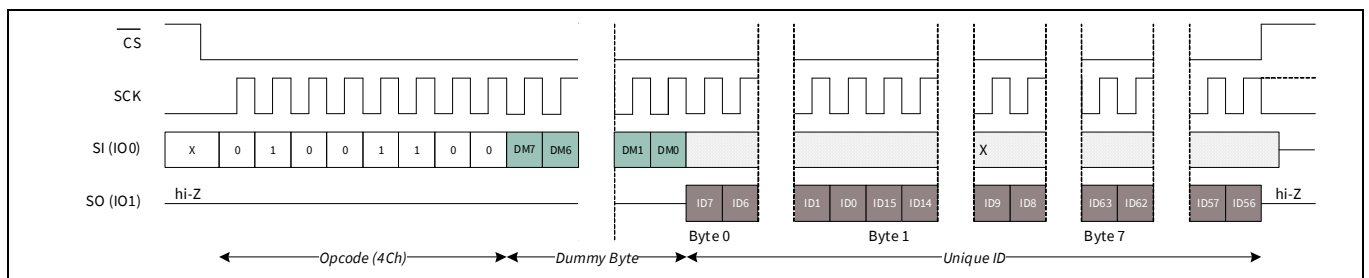 CS
SCK
SI (IO0) X 0 1 0 0 1 1 0 0 DM7 DM6 DM1 DM0 X
SO (IO1) hi-Z ID7 ID6 ID1 ID0 ID15 ID14 ID9 ID8 ID63 ID62 ID57 ID56 hi-Z
Byte 0 Byte 1 Byte 7
Opcode (4Ch) Dummy Byte Unique ID